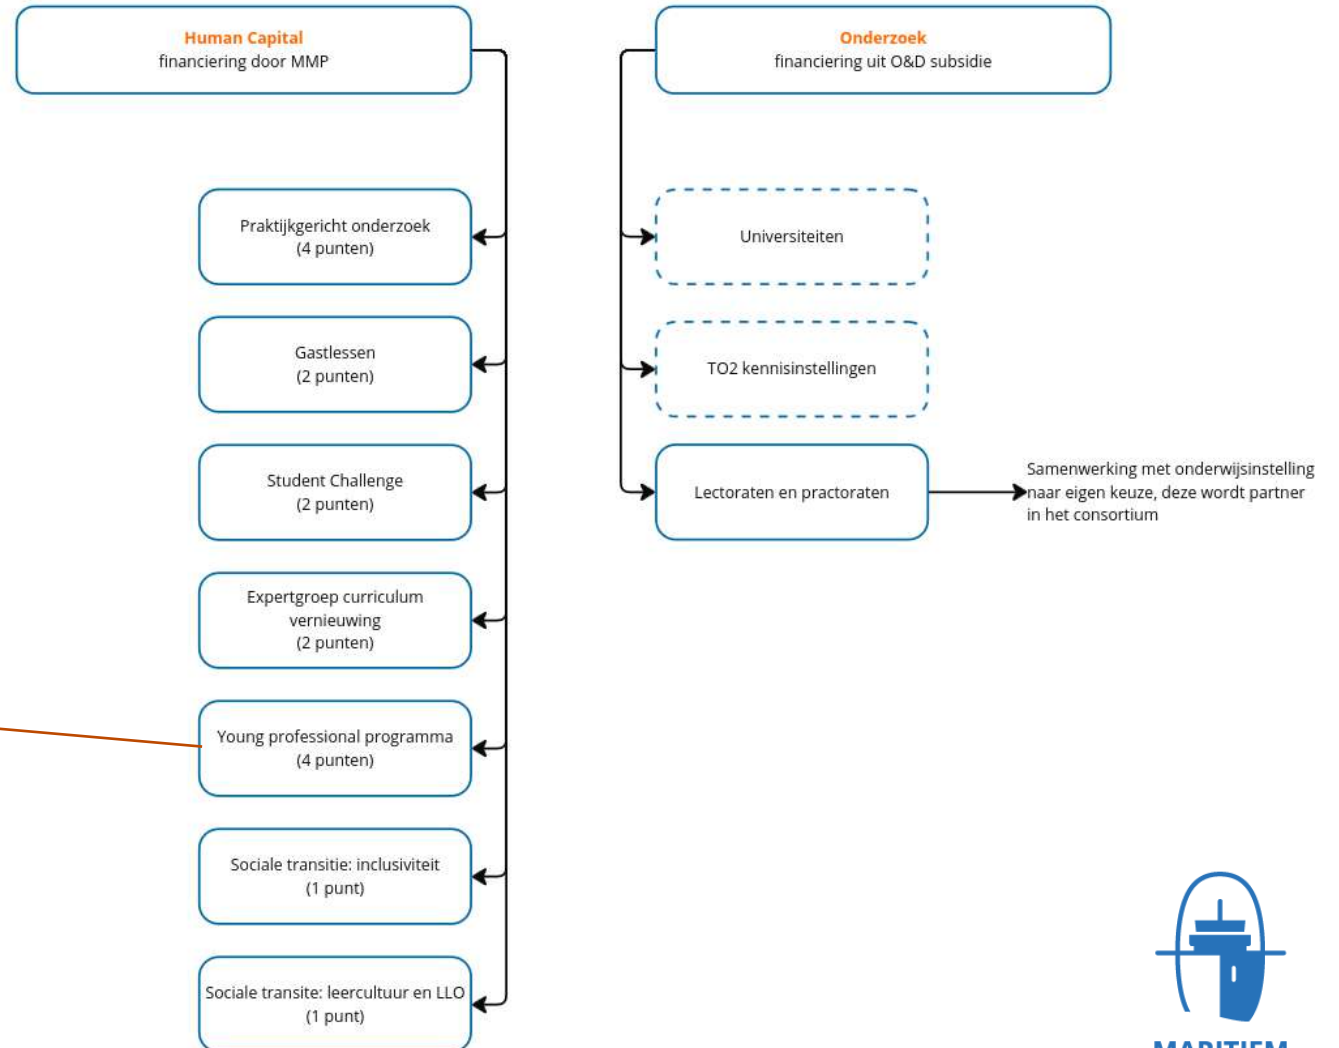 Human Capital
financiering door MMP
Praktijkgericht onderzoek
(4 punten)
Gastlessen
(2 punten)
Student Challenge
(2 punten)
Expertgroep curriculum
vernieuwing
(2 punten)
Young professional programma
(4 punten)
Sociale transitie: inclusiviteit
(1 punt)
Sociale transite: leercultuur en LLO
(1 punt)
Onderzoek
financiering uit O&D subsidie
Universiteiten
TO2 kennisinstellingen
Lectoraten en practoraten
Samenwerking met onderwijsinstelling
naar eigen keuze, deze wordt partner
in het consortium
MARITIEM